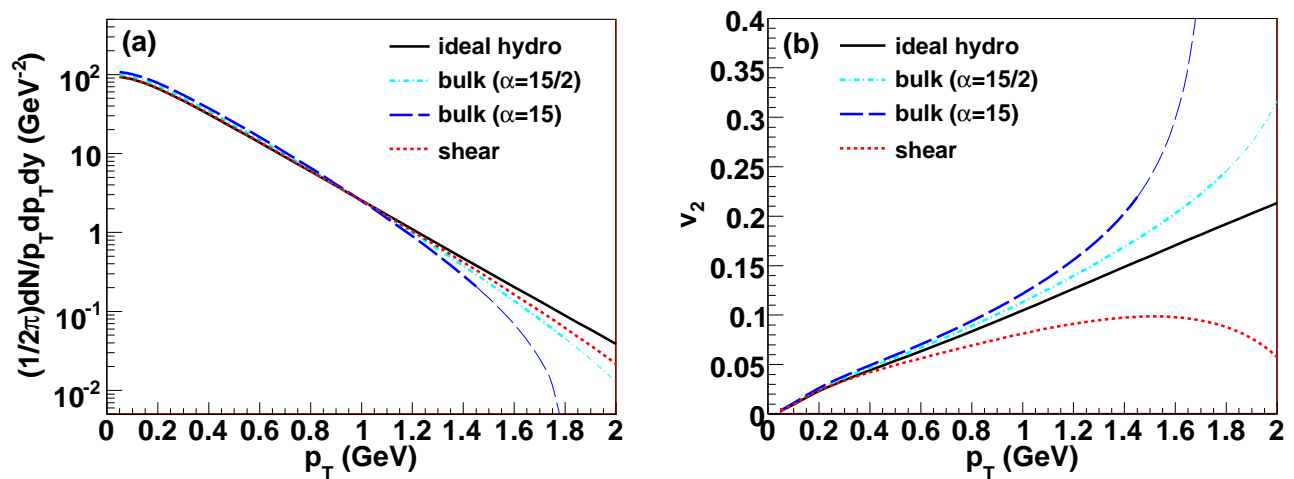 (a)
ideal hydro
bulk (α=15/2)
bulk (α=15)
shear
(1/2π)dN/p_T dp_T dy (GeV^-2)
10^2
10
1
10^-1
10^-2
0 0.2 0.4 0.6 0.8 1 1.2 1.4 1.6 1.8 2
p_T (GeV)
(b)
ideal hydro
bulk (α=15/2)
bulk (α=15)
shear
v_2
0.4
0.35
0.3
0.25
0.2
0.15
0.1
0.05
0
0 0.2 0.4 0.6 0.8 1 1.2 1.4 1.6 1.8 2
p_T (GeV)